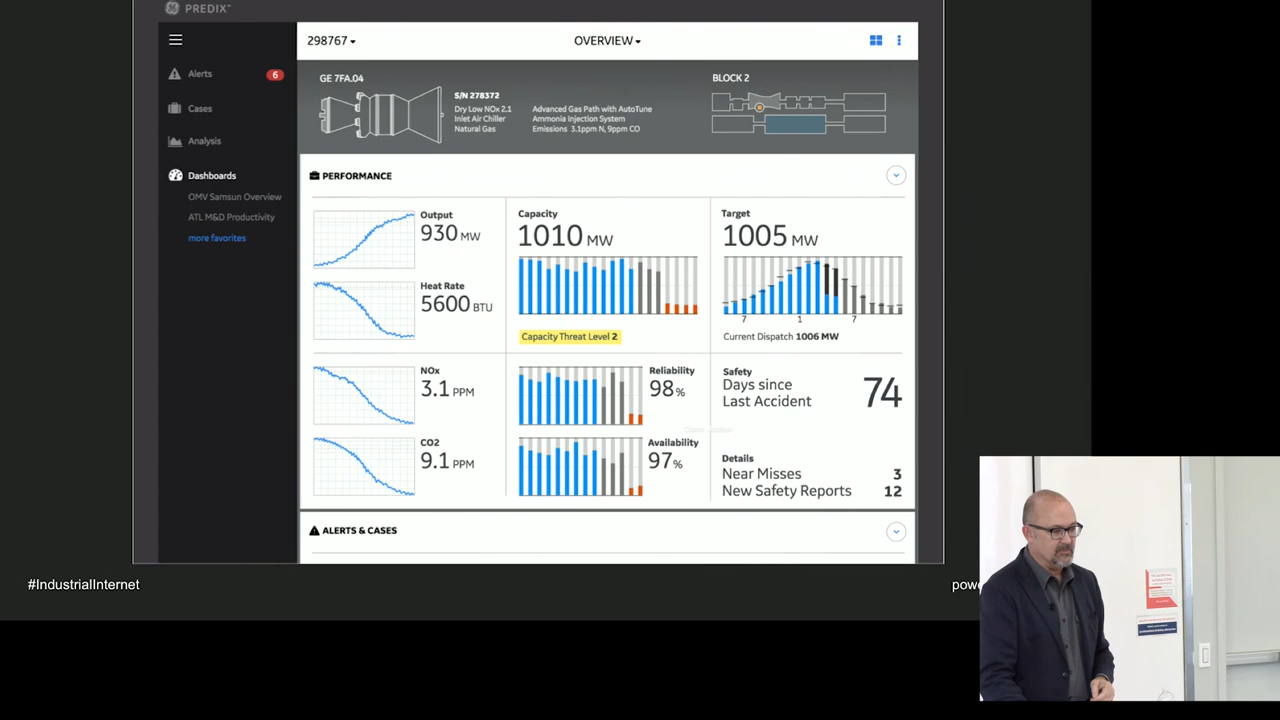 PREDIX™
298767
OVERVIEW
Alerts
6
Cases
Analysis
Dashboards
OMV Samsun Overview
ATL M&D Productivity
more favorites
GE 7FA.04
S/N 278372
Dry Low NOx 2.1
Inlet Air Chiller
Natural Gas
Advanced Gas Path with AutoTune
Ammonia Injection System
Emissions 3.1ppm N, 9ppm CO
BLOCK 2
PERFORMANCE
Output
930 MW
Heat Rate
5600 BTU
Capacity
1010 MW
Capacity Threat Level 2
Target
1005 MW
7 1 7
Current Dispatch 1006 MW
NOx
3.1 PPM
CO2
9.1 PPM
Reliability
98%
Availability
97%
Safety
Days since
Last Accident
74
Details
Near Misses 3
New Safety Reports 12
ALERTS & CASES
#IndustrialInternet